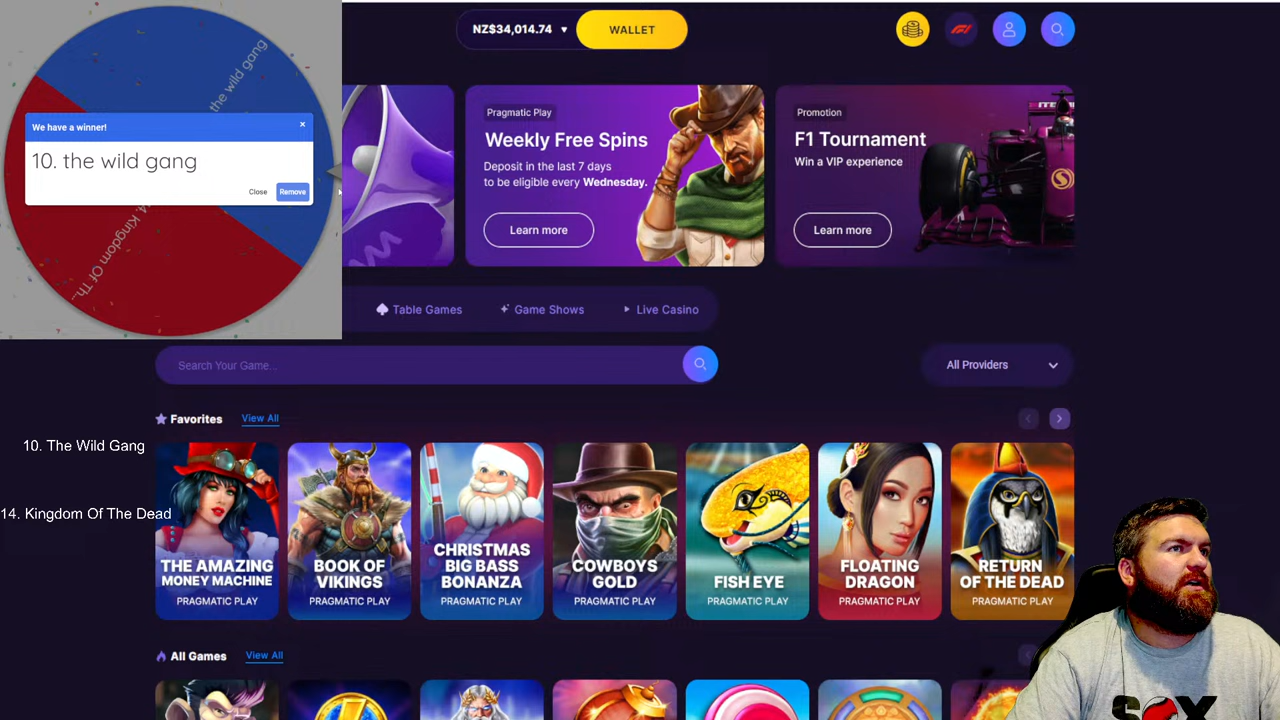 the wild gang
We have a winner!
10. the wild gang
Close
Remove
4 Kingdom Of Th...
NZ$34,014.74
WALLET
Pragmatic Play
Weekly Free Spins
Deposit in the last 7 days
to be eligible every Wednesday.
Learn more
Promotion
F1 Tournament
Win a VIP experience
Learn more
Table Games
Game Shows
Live Casino
Search Your Game...
All Providers
Favorites
View All
10. The Wild Gang
14. Kingdom Of The Dead
THE AMAZING
MONEY MACHINE
PRAGMATIC PLAY
BOOK OF
VIKINGS
PRAGMATIC PLAY
CHRISTMAS
BIG BASS
BONANZA
PRAGMATIC PLAY
COWBOYS
GOLD
PRAGMATIC PLAY
FISH EYE
PRAGMATIC PLAY
FLOATING
DRAGON
PRAGMATIC PLAY
RETURN
OF THE DEAD
PRAGMATIC PLAY
All Games
View All